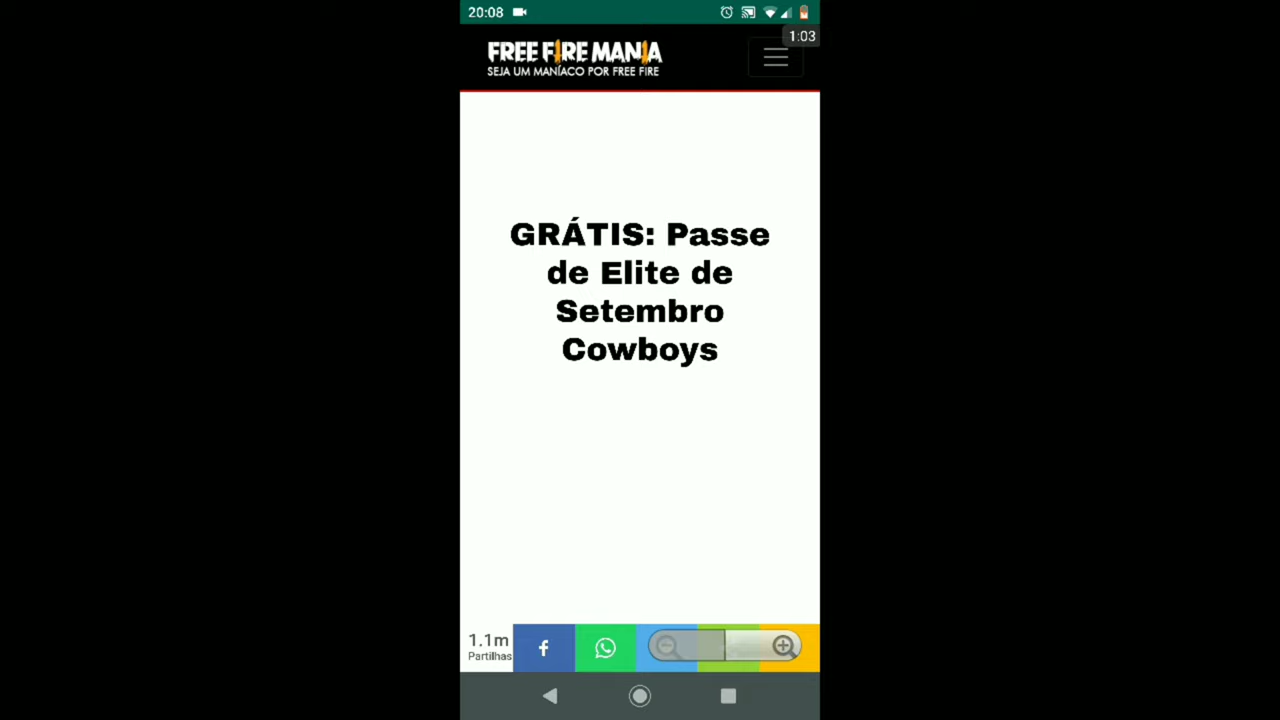 20:08
1:03
FREE FIRE MANIA
SEJA UM MANÍACO POR FREE FIRE
GRÁTIS: Passe
de Elite de
Setembro
Cowboys
1.1m
Partilhas